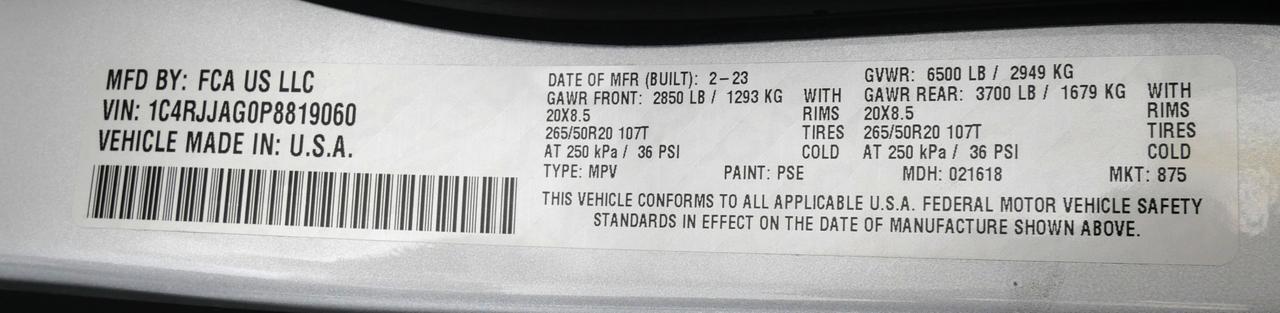 MFD BY: FCA US LLC
VIN: 1C4RJJAG0P8819060
VEHICLE MADE IN: U.S.A.
DATE OF MFR (BUILT): 2-23
GAWR FRONT: 2850 LB / 1293 KG WITH
20X8.5 RIMS
265/50R20 107T TIRES
AT 250 kPa / 36 PSI COLD
GVWR: 6500 LB / 2949 KG
GAWR REAR: 3700 LB / 1679 KG WITH
20X8.5 RIMS
265/50R20 107T TIRES
AT 250 kPa / 36 PSI COLD
TYPE: MPV PAINT: PSE MDH: 021618 MKT: 875
THIS VEHICLE CONFORMS TO ALL APPLICABLE U.S.A. FEDERAL MOTOR VEHICLE SAFETY
STANDARDS IN EFFECT ON THE DATE OF MANUFACTURE SHOWN ABOVE.